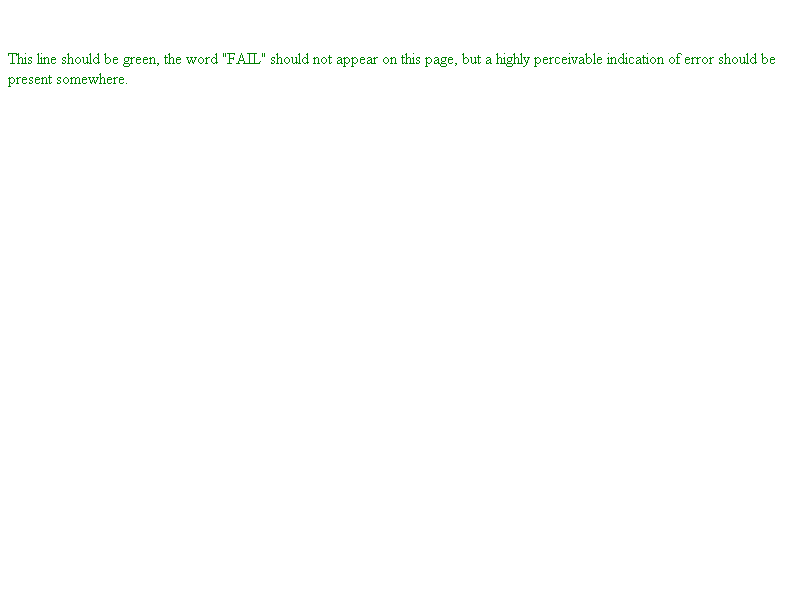 This line should be green, the word "FAIL" should not appear on this page, but a highly perceivable indication of error should be
present somewhere.